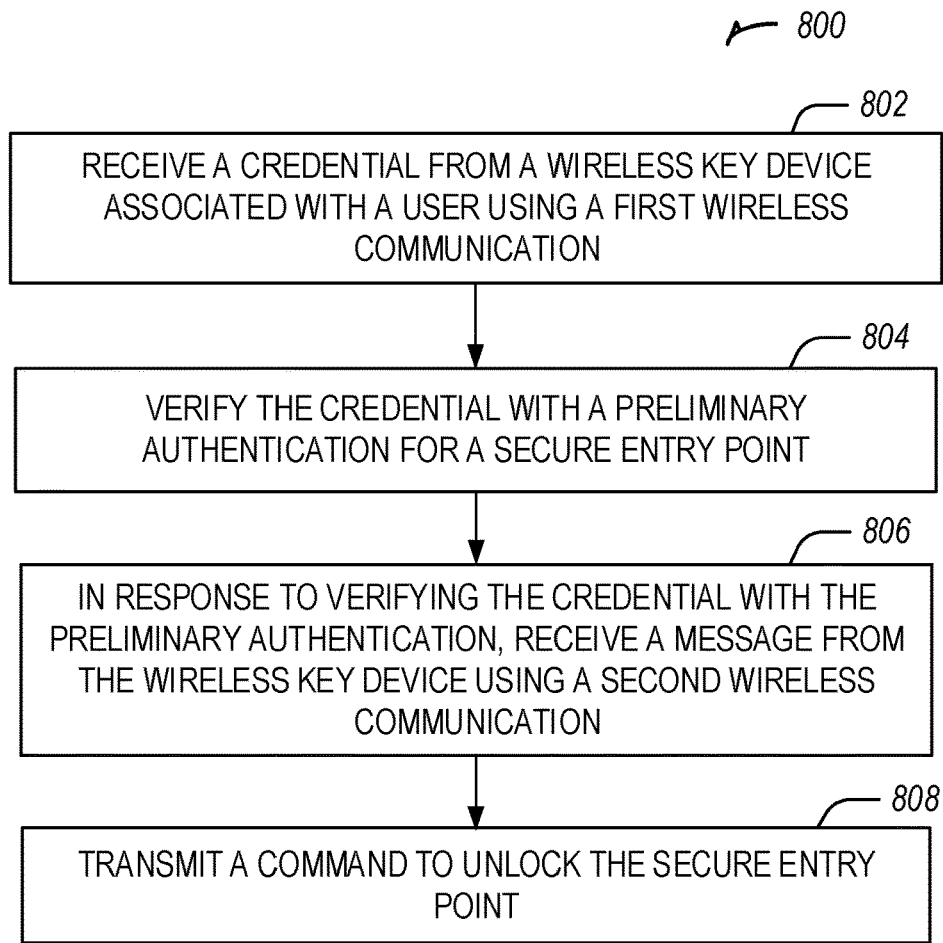 800
802
RECEIVE A CREDENTIAL FROM A WIRELESS KEY DEVICE
ASSOCIATED WITH A USER USING A FIRST WIRELESS
COMMUNICATION
804
VERIFY THE CREDENTIAL WITH A PRELIMINARY
AUTHENTICATION FOR A SECURE ENTRY POINT
806
IN RESPONSE TO VERIFYING THE CREDENTIAL WITH THE
PRELIMINARY AUTHENTICATION, RECEIVE A MESSAGE FROM
THE WIRELESS KEY DEVICE USING A SECOND WIRELESS
COMMUNICATION
808
TRANSMIT A COMMAND TO UNLOCK THE SECURE ENTRY
POINT